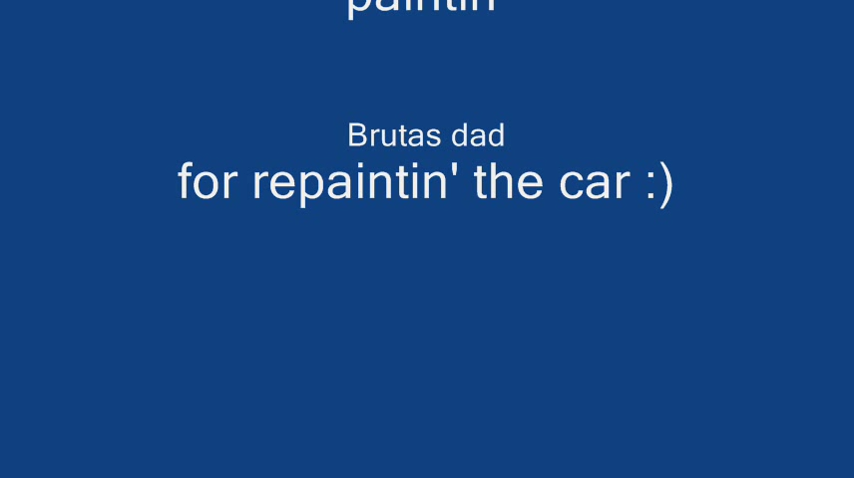 paintin
Brutas dad
for repaintin' the car :)